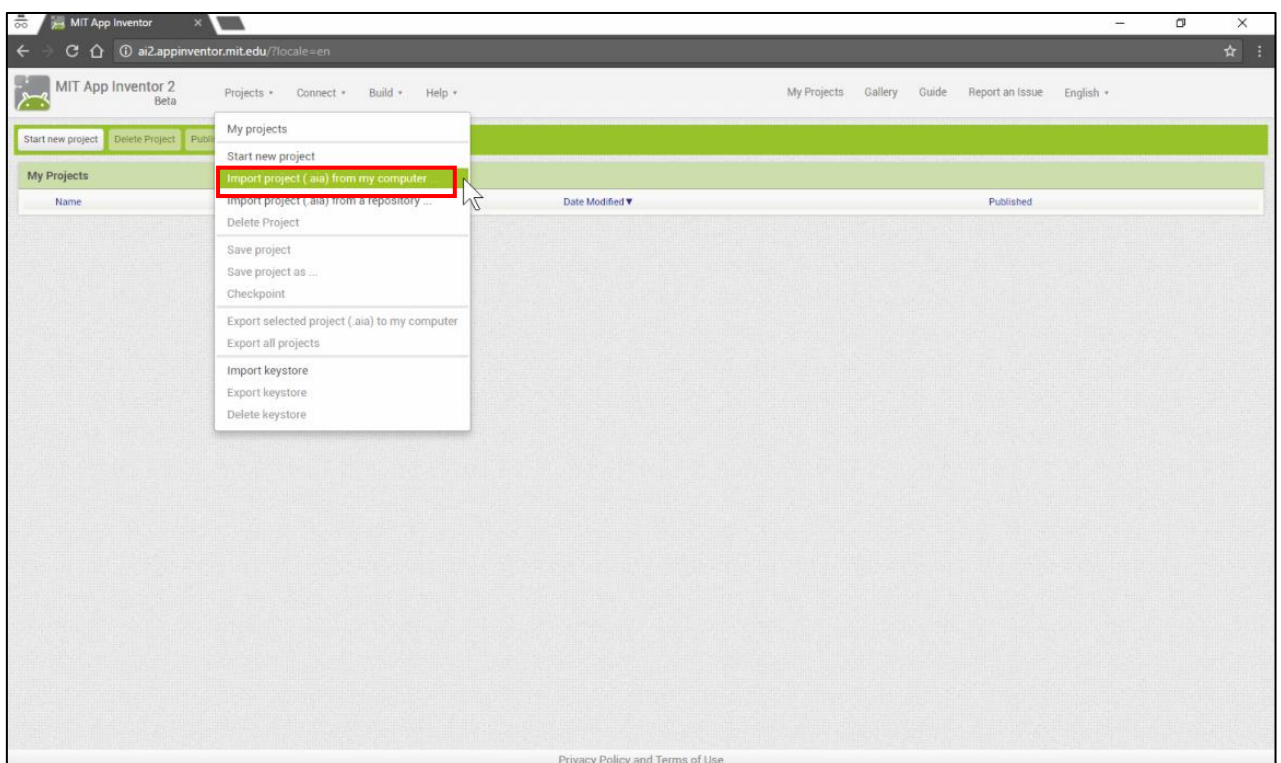 MIT App Inventor
ai2.appinventor.mit.edu/?locale=en
MIT App Inventor 2
Beta
Projects Connect Build Help
My Projects Gallery Guide Report an Issue English
Start new project Delete Project
My Projects
Name Date Modified Published
My projects
Start new project
Import project (.aia) from my computer ...
Import project (.aia) from a repository ...
Delete Project
Save project
Save project as ...
Checkpoint
Export selected project (.aia) to my computer
Export all projects
Import keystore
Export keystore
Delete keystore
Privacy Policy and Terms of Use